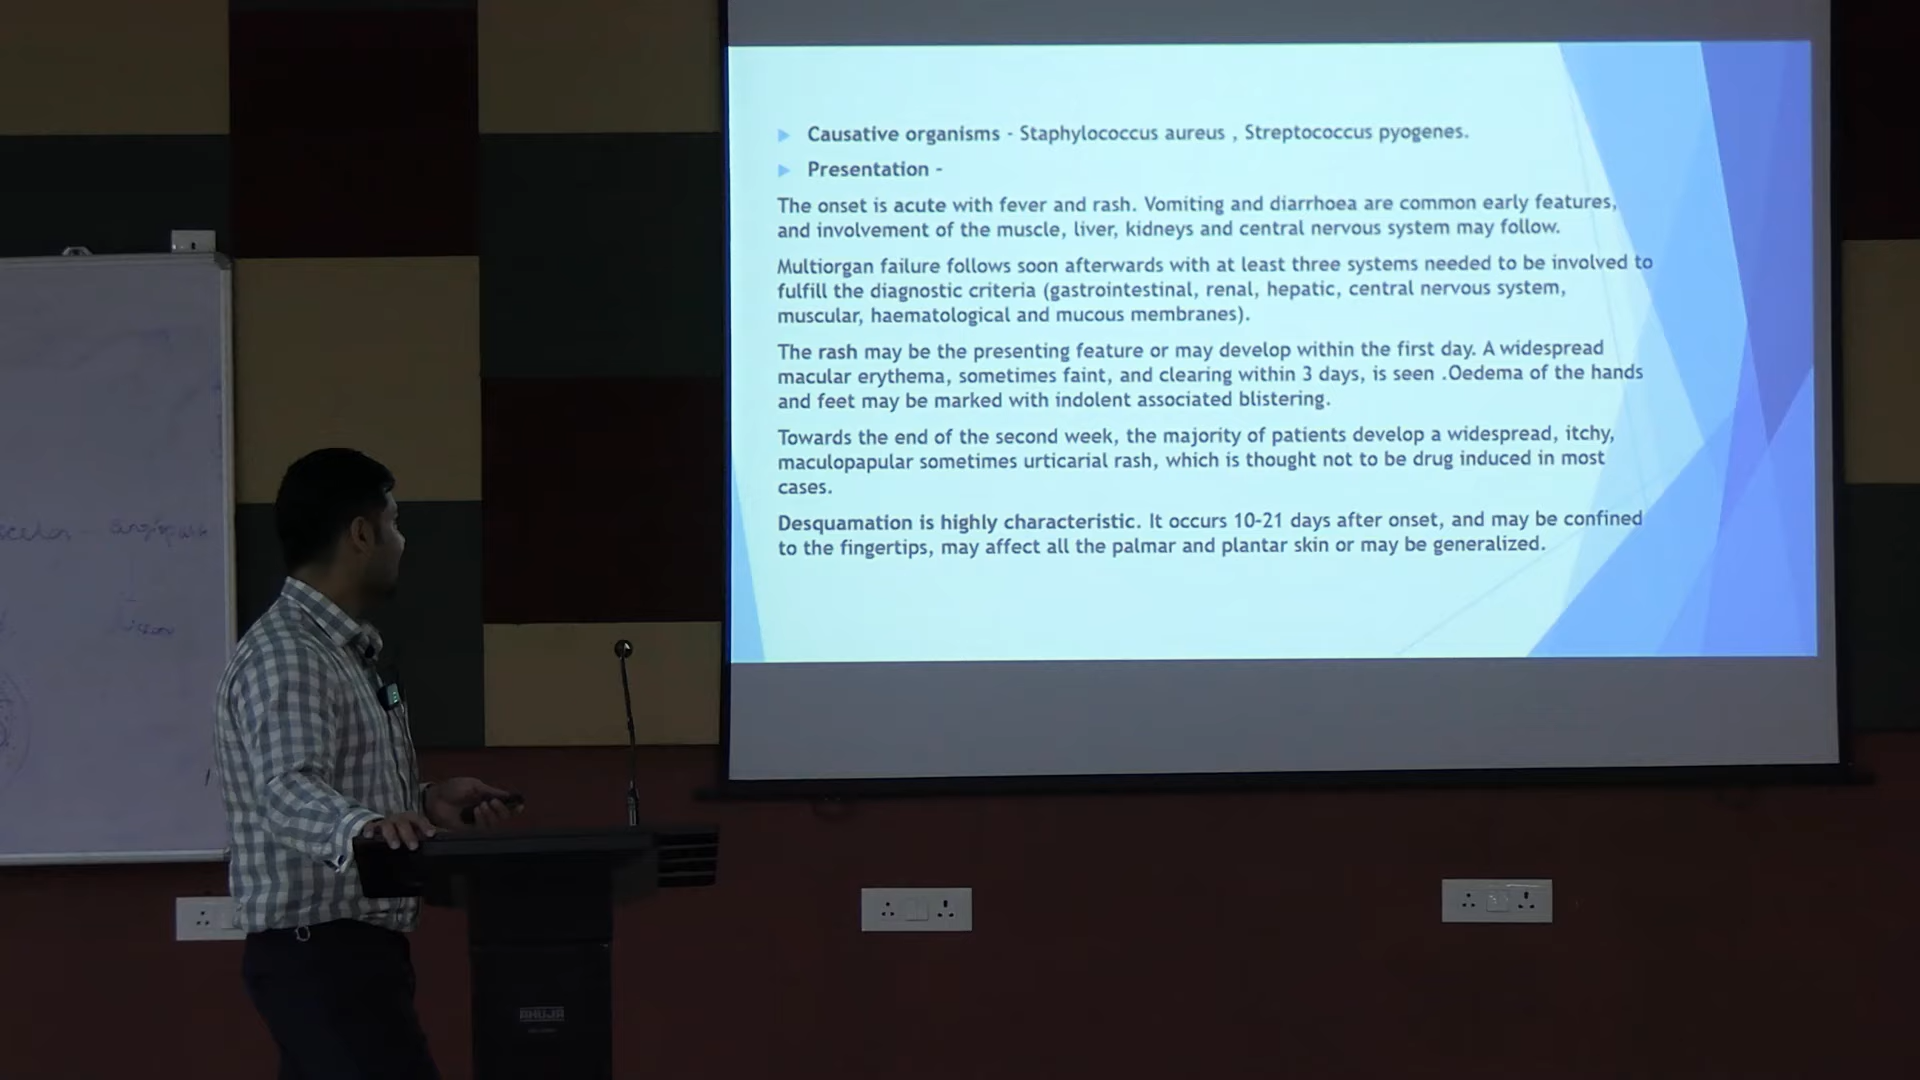 Causative organisms - Staphylococcus aureus , Streptococcus pyogenes.
Presentation -
The onset is acute with fever and rash. Vomiting and diarrhoea are common early features,
and involvement of the muscle, liver, kidneys and central nervous system may follow.
Multiorgan failure follows soon afterwards with at least three systems needed to be involved to
fulfill the diagnostic criteria (gastrointestinal, renal, hepatic, central nervous system,
muscular, haematological and mucous membranes).
The rash may be the presenting feature or may develop within the first day. A widespread
macular erythema, sometimes faint, and clearing within 3 days, is seen .Oedema of the hands
and feet may be marked with indolent associated blistering.
Towards the end of the second week, the majority of patients develop a widespread, itchy,
maculopapular sometimes urticarial rash, which is thought not to be drug induced in most
cases.
Desquamation is highly characteristic. It occurs 10-21 days after onset, and may be confined
to the fingertips, may affect all the palmar and plantar skin or may be generalized.
AHUJA